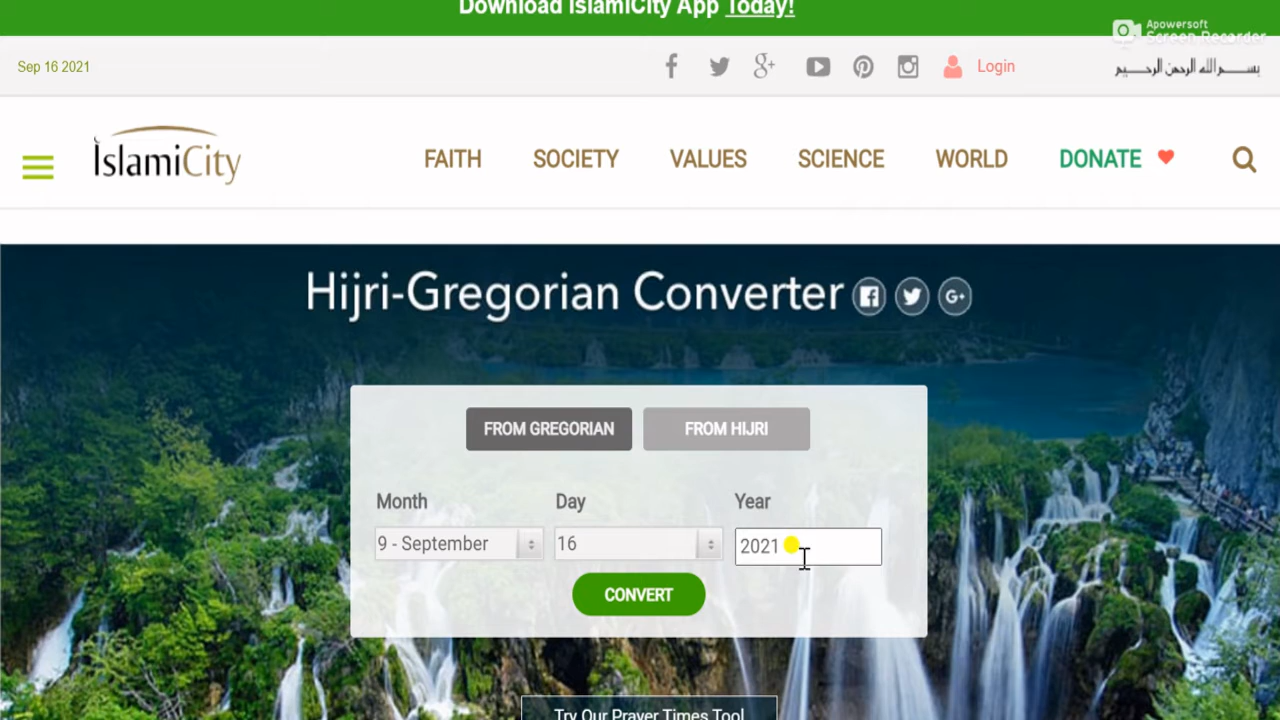 Download IslamiCity App Today!
Apowersoft
Screen Recorder
Sep 16 2021
Login
بسم الله الرحمن الرحيم
IslamiCity
FAITH SOCIETY VALUES SCIENCE WORLD DONATE
Hijri-Gregorian Converter
FROM GREGORIAN FROM HIJRI
Month Day Year
9 - September 16 2021
CONVERT
Try Our Prayer Times Tool